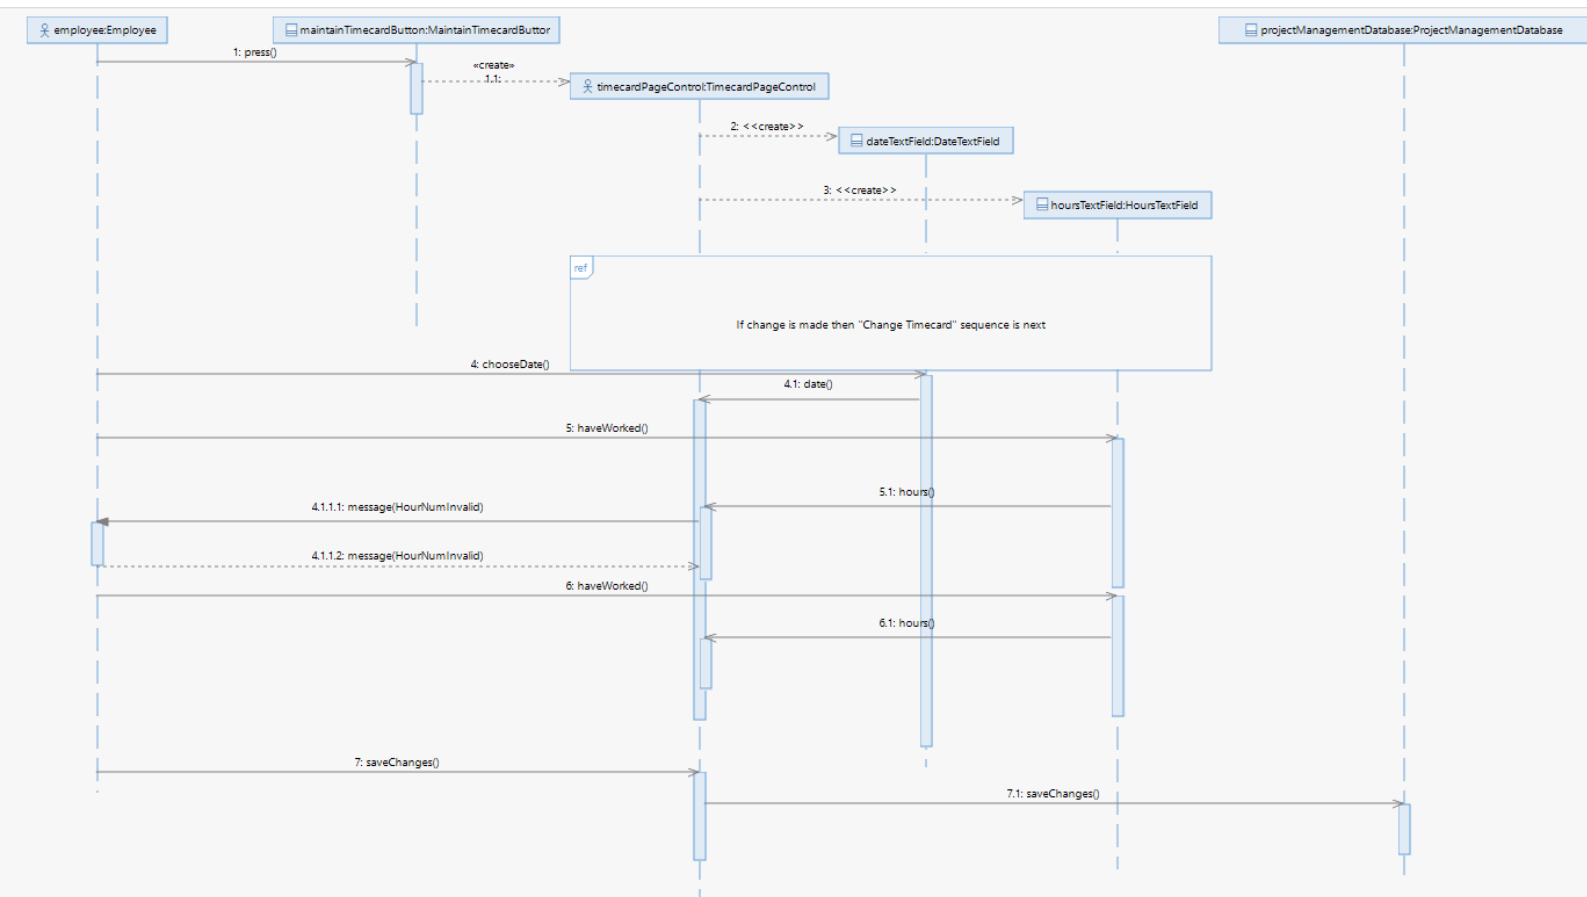 employee:Employee
maintainTimecardButton:MaintainTimecardButtor
projectManagementDatabase:ProjectManagementDatabase
1: press()
«create»
1.1:
timecardPageControl:TimecardPageControl
2: <<create>>
dateTextField:DateTextField
3: <<create>>
hoursTextField:HoursTextField
ref
If change is made then "Change Timecard" sequence is next
4: chooseDate()
4.1: date()
5: haveWorked()
5.1: hours()
4.1.1.1: message(HourNumInvalid)
4.1.1.2: message(HourNumInvalid)
6: haveWorked()
6.1: hours()
7: saveChanges()
7.1: saveChanges()